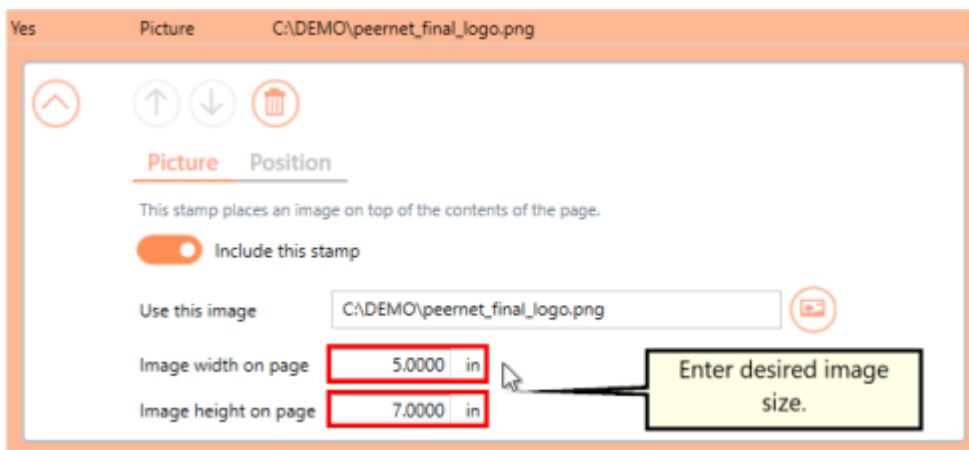 Yes Picture C:\DEMO\peernet_final_logo.png
Picture Position
This stamp places an image on top of the contents of the page.
Include this stamp
Use this image C:\DEMO\peernet_final_logo.png
Image width on page 5.0000 in
Image height on page 7.0000 in
Enter desired image
size.